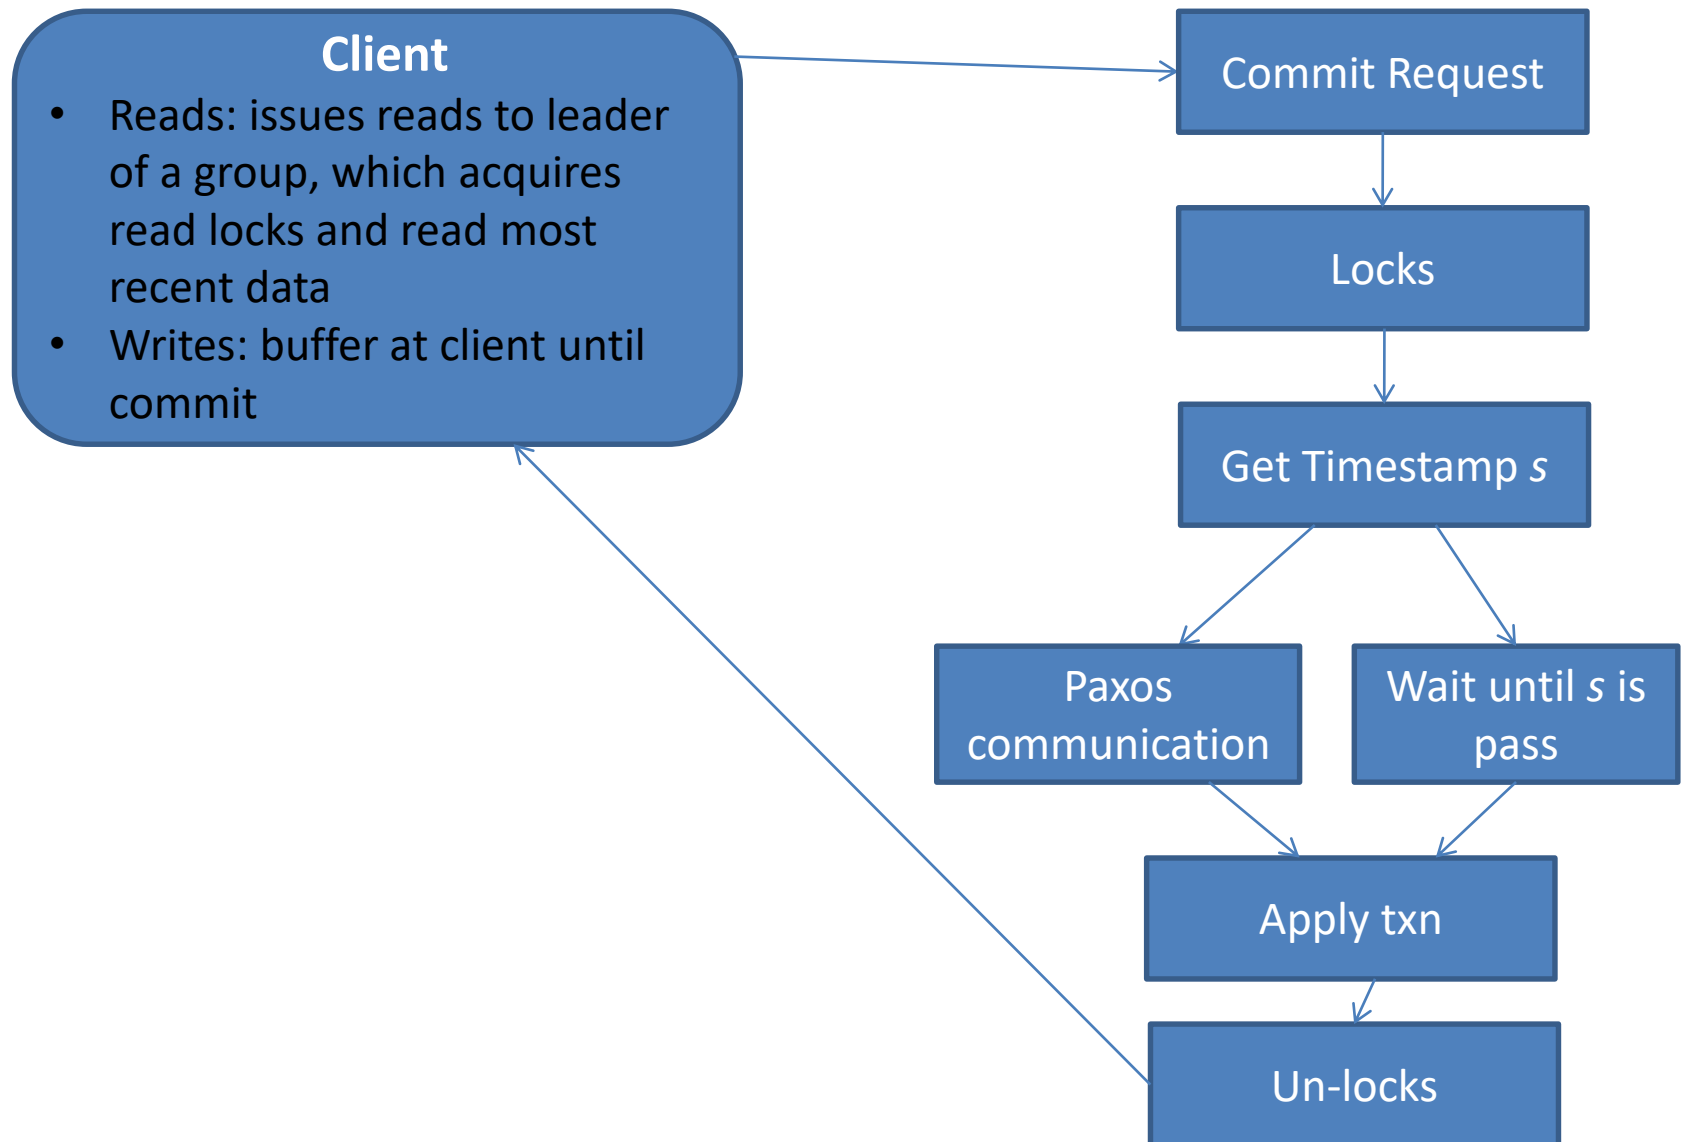 Client
• Reads: issues reads to leader
of a group, which acquires
read locks and read most
recent data
• Writes: buffer at client until
commit
Commit Request
Locks
Get Timestamp s
Paxos
communication
Wait until s is
pass
Apply txn
Un-locks